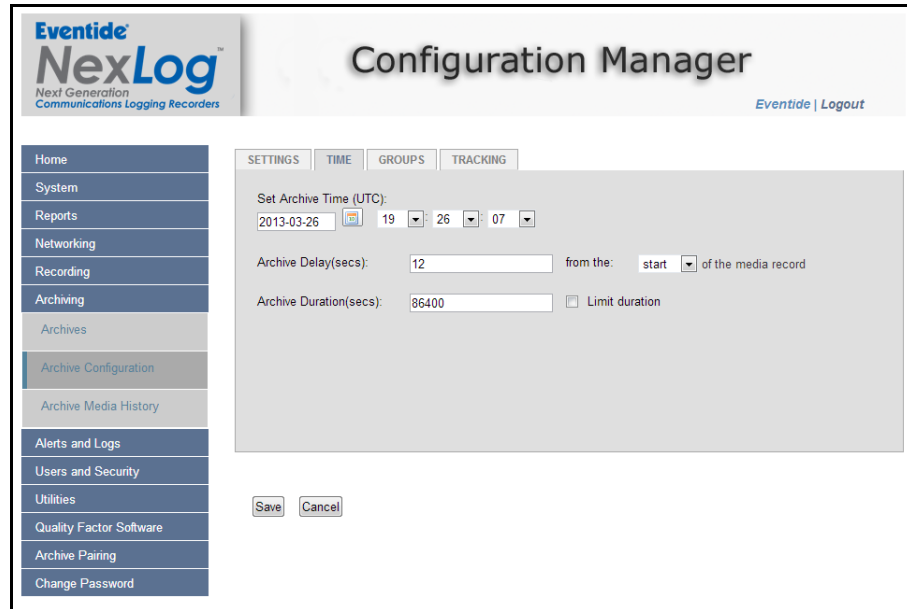 Eventide®
NexLog™
Next Generation
Communications Logging Recorders
Configuration Manager
Eventide | Logout
Home
System
Reports
Networking
Recording
Archiving
Archives
Archive Configuration
Archive Media History
Alerts and Logs
Users and Security
Utilities
Quality Factor Software
Archive Pairing
Change Password
SETTINGS TIME GROUPS TRACKING
Set Archive Time (UTC):
2013-03-26 19 : 26 : 07
Archive Delay(secs): 12 from the: start of the media record
Archive Duration(secs): 86400 Limit duration
Save Cancel